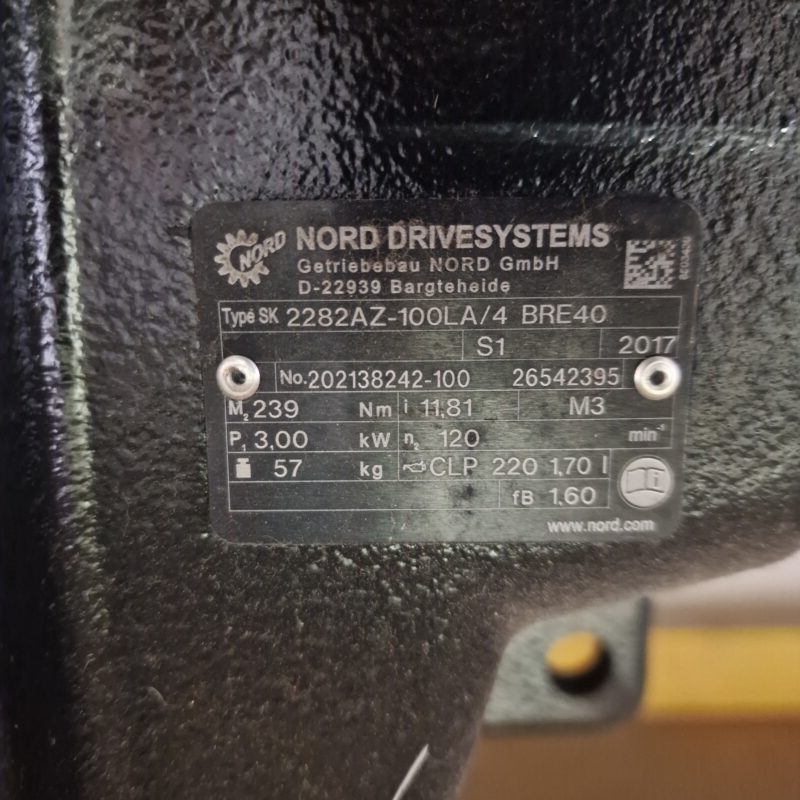 NORD
NORD DRIVESYSTEMS
Getriebebau NORD GmbH
D-22939 Bargteheide
Type SK 2282AZ-100LA/4 BRE40
S1 2017
No. 202138242-100 26542395
M₂ 239 Nm i 11,81 M3
P₁ 3,00 kW n₂ 120 min⁻¹
57 kg CLP 220 1,70 l
fB 1,60
i
www.nord.com